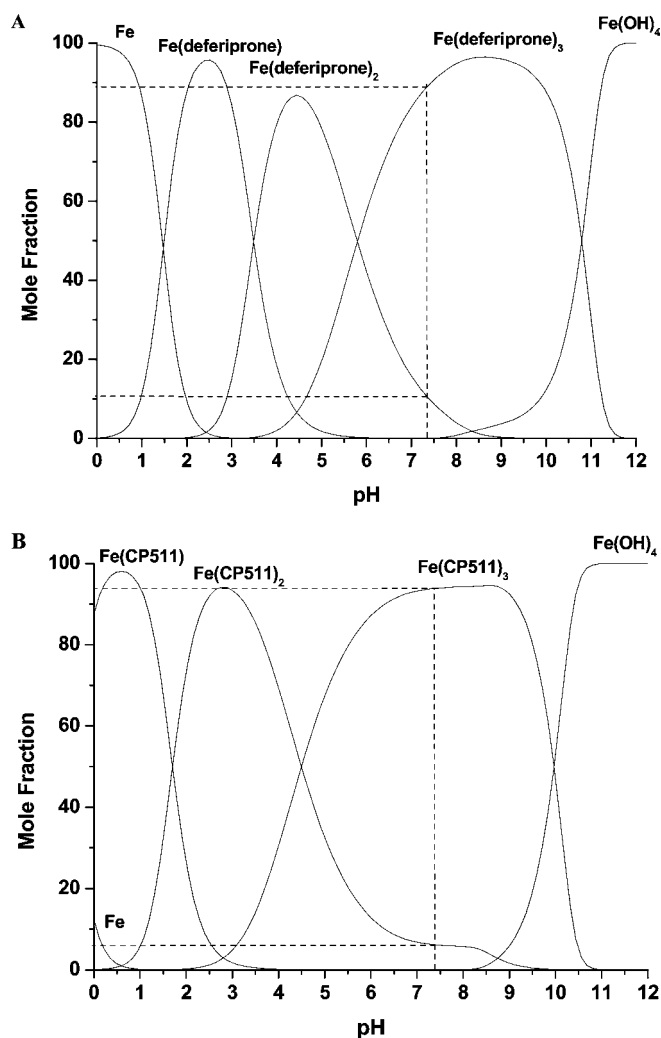 A
Fe
Fe(deferiprone)
Fe(deferiprone)2
Fe(deferiprone)3
Fe(OH)4
100
80
60
40
20
0
Mole Fraction
0 1 2 3 4 5 6 7 8 9 10 11 12
pH
B
Fe(CP511)
Fe(CP511)2
Fe(CP511)3
Fe(OH)4
100
80
60
40
20
0
Mole Fraction
Fe
0 1 2 3 4 5 6 7 8 9 10 11 12
pH